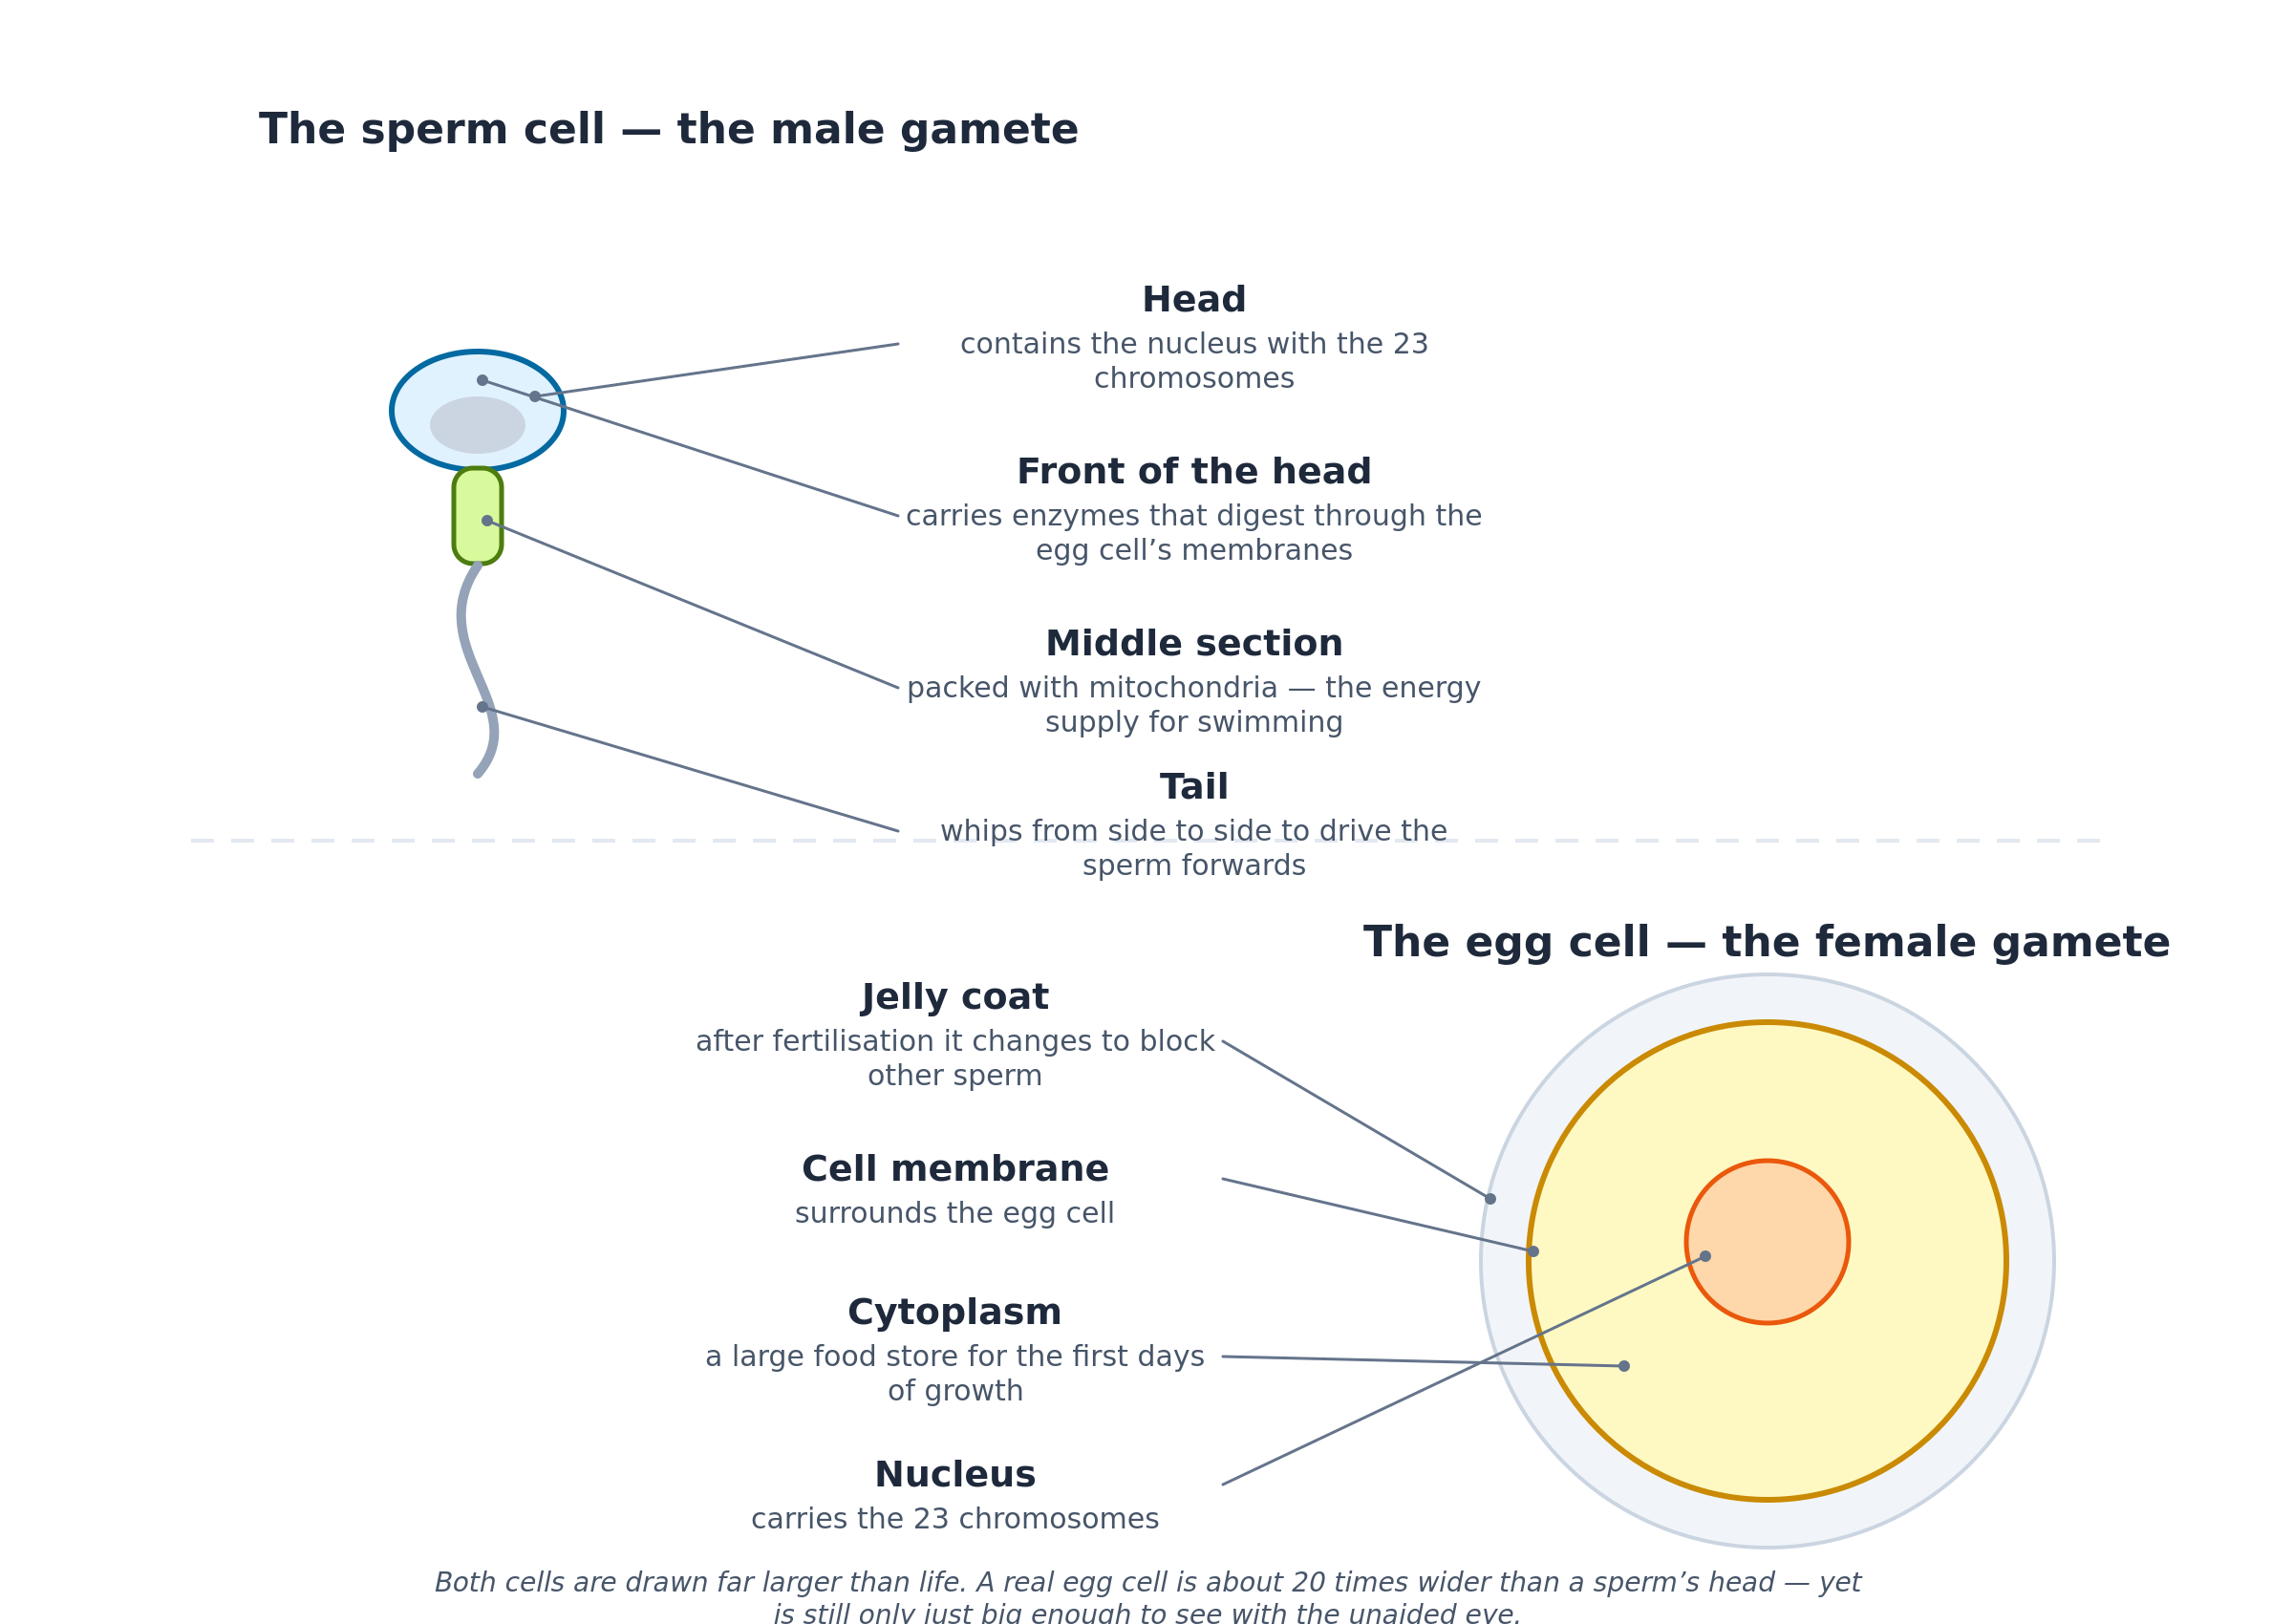 The sperm cell — the male gamete
Head
contains the nucleus with the 23
chromosomes
Front of the head
carries enzymes that digest through the
egg cell’s membranes
Middle section
packed with mitochondria — the energy
supply for swimming
Tail
whips from side to side to drive the
sperm forwards
The egg cell — the female gamete
Jelly coat
after fertilisation it changes to block
other sperm
Cell membrane
surrounds the egg cell
Cytoplasm
a large food store for the first days
of growth
Nucleus
carries the 23 chromosomes
Both cells are drawn far larger than life. A real egg cell is about 20 times wider than a sperm’s head — yet
is still only just big enough to see with the unaided eye.